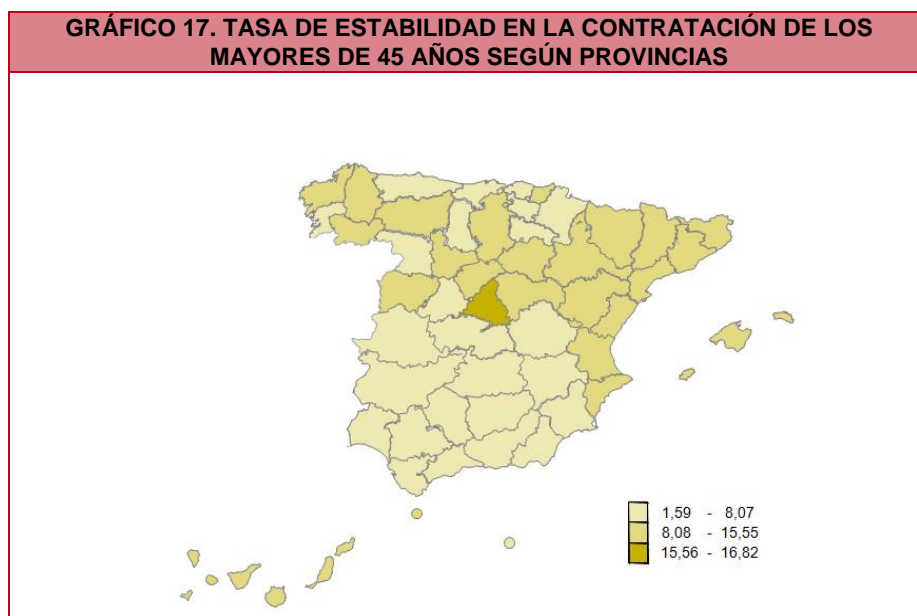 GRÁFICO 17. TASA DE ESTABILIDAD EN LA CONTRATACIÓN DE LOS
MAYORES DE 45 AÑOS SEGÚN PROVINCIAS
1,59 - 8,07
8,08 - 15,55
15,56 - 16,82